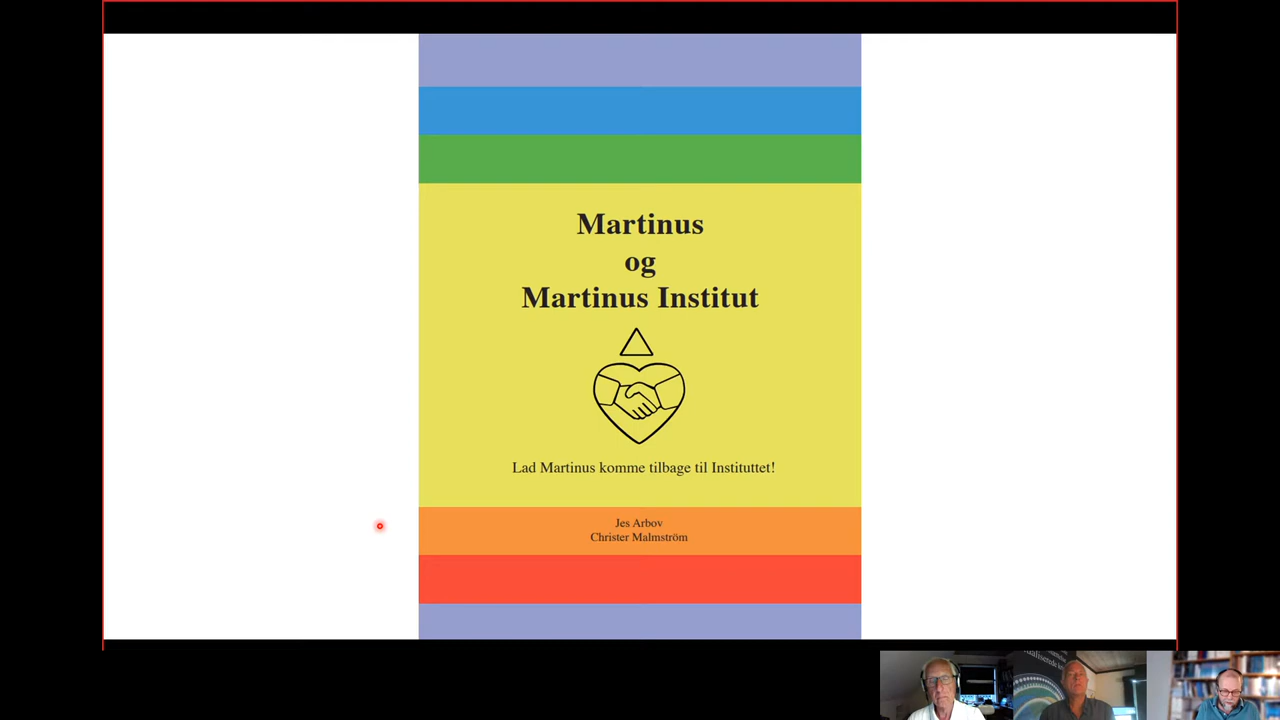 Martinus
og
Martinus Institut
Lad Martinus komme tilbage til Instituttet!
Jes Arbov
Christer Malmström